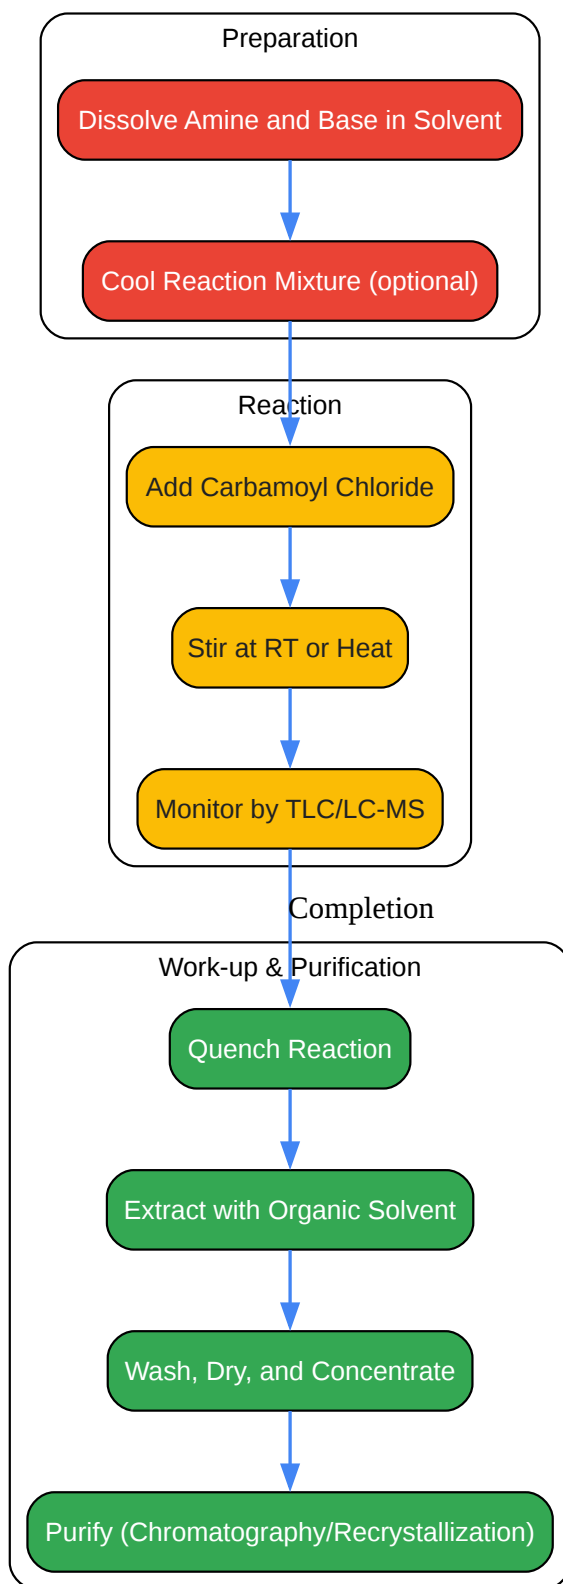 Preparation
Dissolve Amine and Base in Solvent
Cool Reaction Mixture (optional)
Reaction
Add Carbamoyl Chloride
Stir at RT or Heat
Monitor by TLC/LC-MS
Completion
Work-up & Purification
Quench Reaction
Extract with Organic Solvent
Wash, Dry, and Concentrate
Purify (Chromatography/Recrystallization)